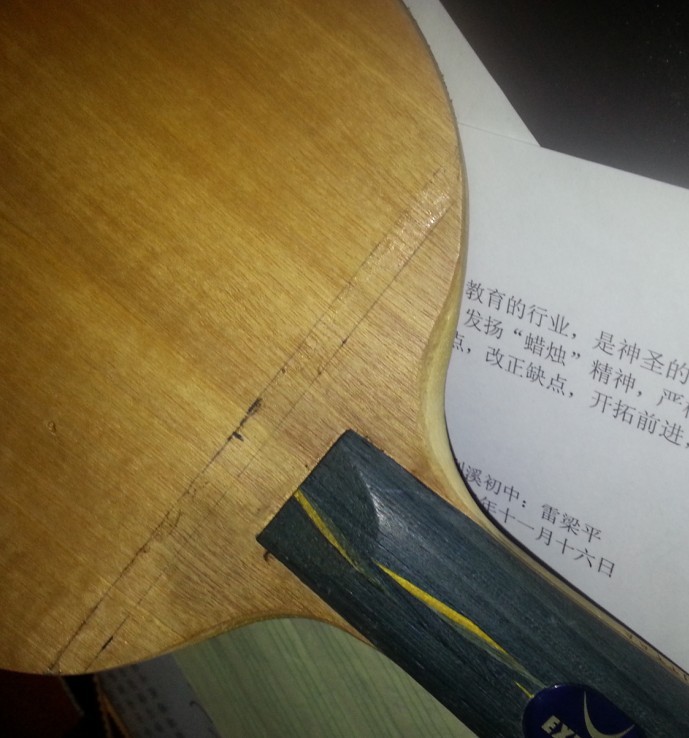 教育的行业，是神圣的
发扬“蜡烛”精神，严
点，改正缺点，开拓前进，
溪初中：雷梁平
年十一月十六日
EX